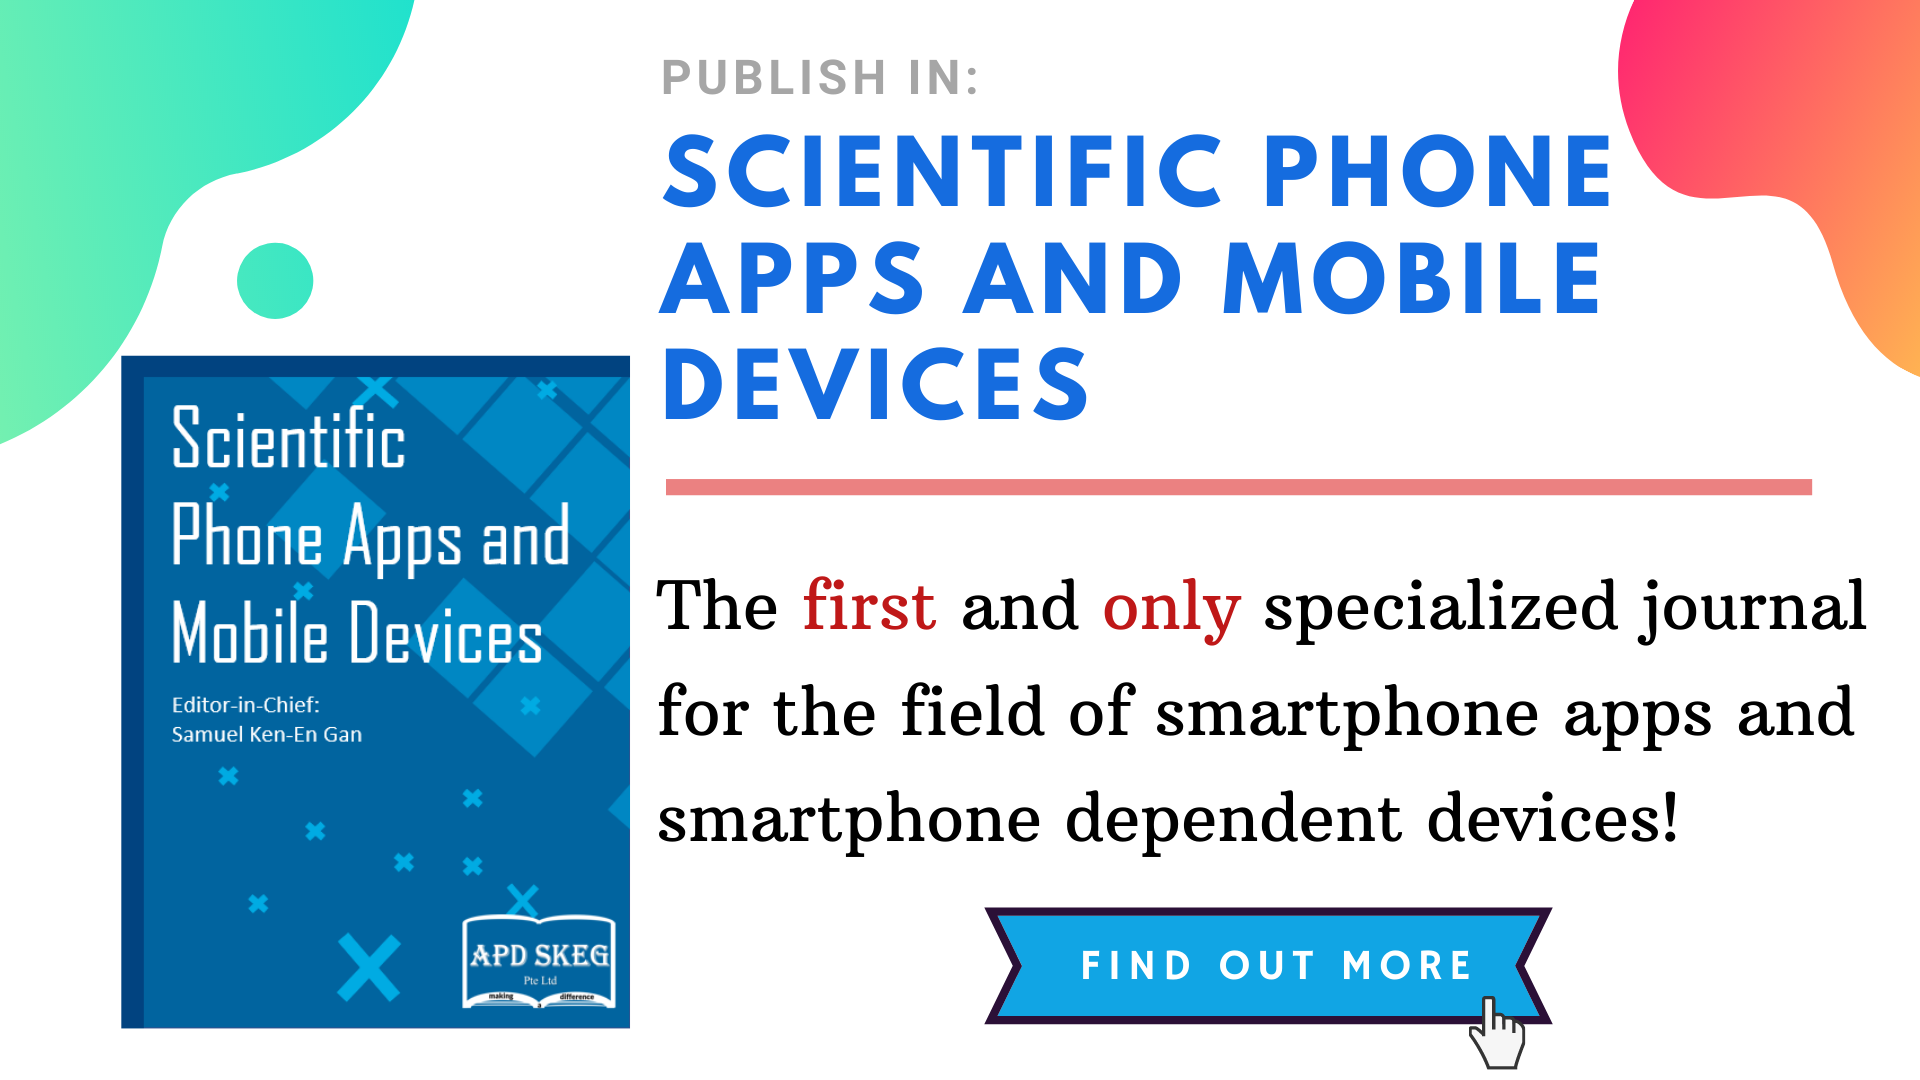 PUBLISH IN:
SCIENTIFIC PHONE
APPS AND MOBILE
DEVICES
The first and only specialized journal
for the field of smartphone apps and
smartphone dependent devices!
FIND OUT MORE
Scientific
Phone Apps and
Mobile Devices
Editor-in-Chief:
Samuel Ken-En Gan
APD SKEG
Pte Ltd
making a difference